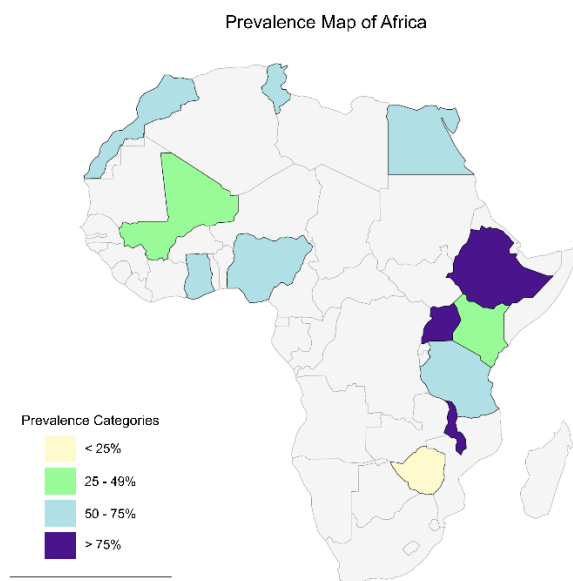 Prevalence Map of Africa
Prevalence Categories
< 25%
25 - 49%
50 - 75%
> 75%